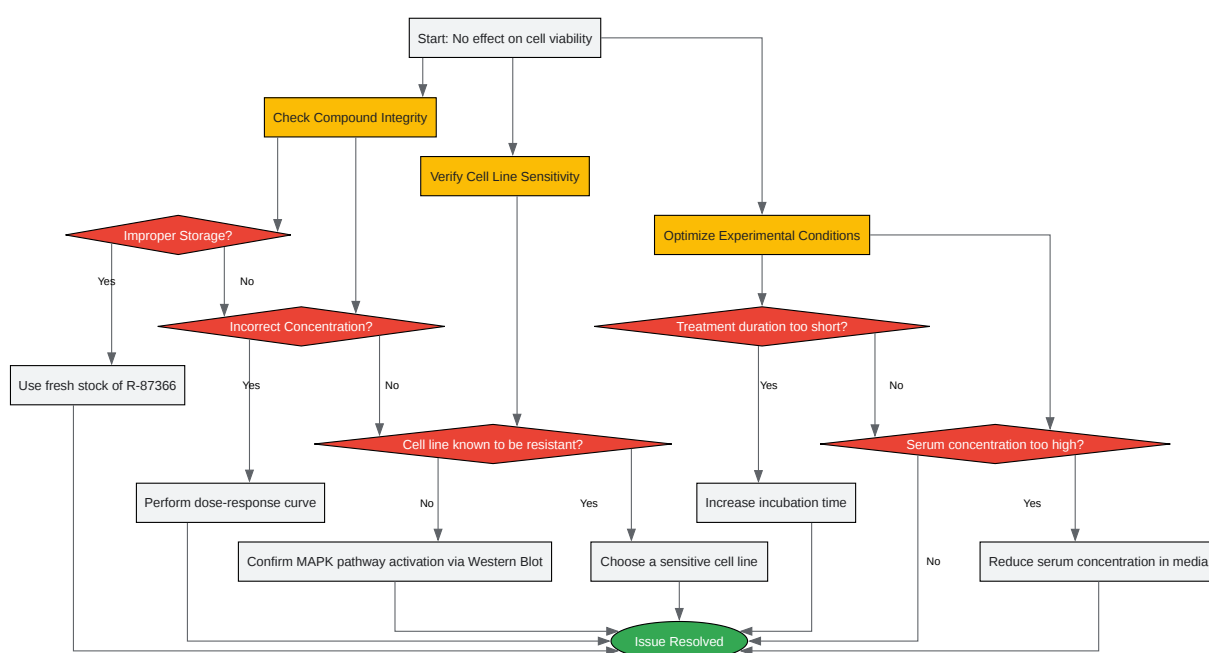 Start: No effect on cell viability
Check Compound Integrity
Verify Cell Line Sensitivity
Improper Storage?
Optimize Experimental Conditions
Yes
No
Incorrect Concentration?
Treatment duration too short?
Use fresh stock of R-87366
Yes
No
Yes
No
Cell line known to be resistant?
Serum concentration too high?
Perform dose-response curve
No
Yes
Increase incubation time
Yes
Confirm MAPK pathway activation via Western Blot
Choose a sensitive cell line
No
Reduce serum concentration in media
Issue Resolved